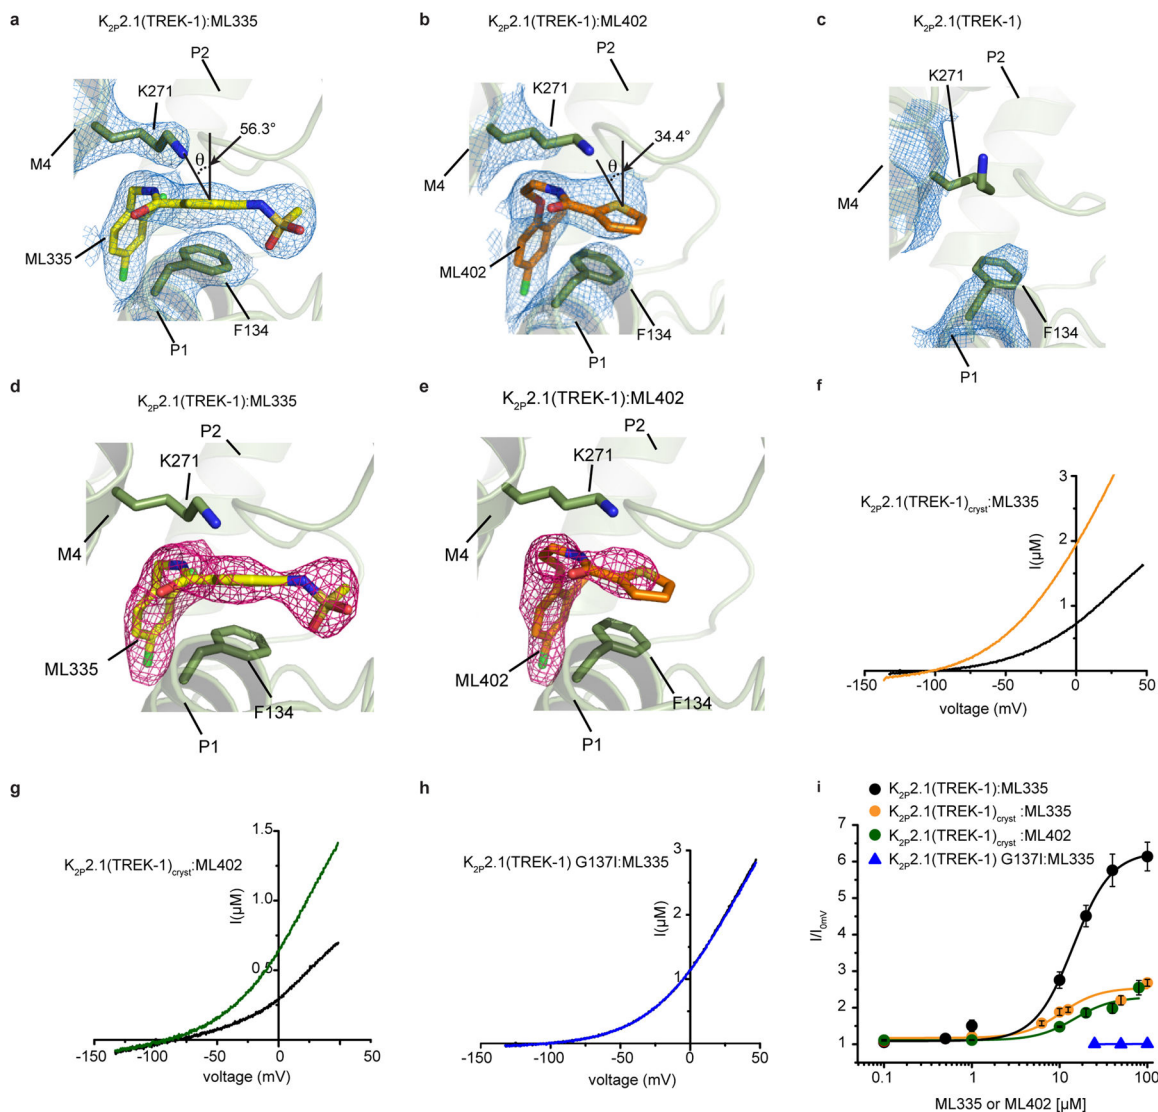 a
K2P2.1(TREK-1):ML335
P2
K271
56.3°
θ
M4
ML335
F134
P1
b
K2P2.1(TREK-1):ML402
P2
K271
34.4°
θ
M4
ML402
F134
P1
c
K2P2.1(TREK-1)
P2
K271
M4
F134
P1
d
K2P2.1(TREK-1):ML335
P2
K271
M4
ML335
F134
P1
e
K2P2.1(TREK-1):ML402
P2
K271
M4
ML402
F134
P1
f
K2P2.1(TREK-1)cryst:ML335
I(μM)
3
2
1
-150
-100
-50
0
50
voltage (mV)
g
K2P2.1(TREK-1)cryst:ML402
I(μM)
1.5
1.0
0.5
-150
-100
-50
0
50
voltage (mV)
h
K2P2.1(TREK-1) G137I:ML335
I(μM)
3
2
1
-150
-100
-50
0
50
voltage (mV)
i
K2P2.1(TREK-1):ML335
K2P2.1(TREK-1)cryst :ML335
K2P2.1(TREK-1)cryst :ML402
K2P2.1(TREK-1) G137I:ML335
I/I0mV
7
6
5
4
3
2
1
0.1
1
10
100
ML335 or ML402 [μM]